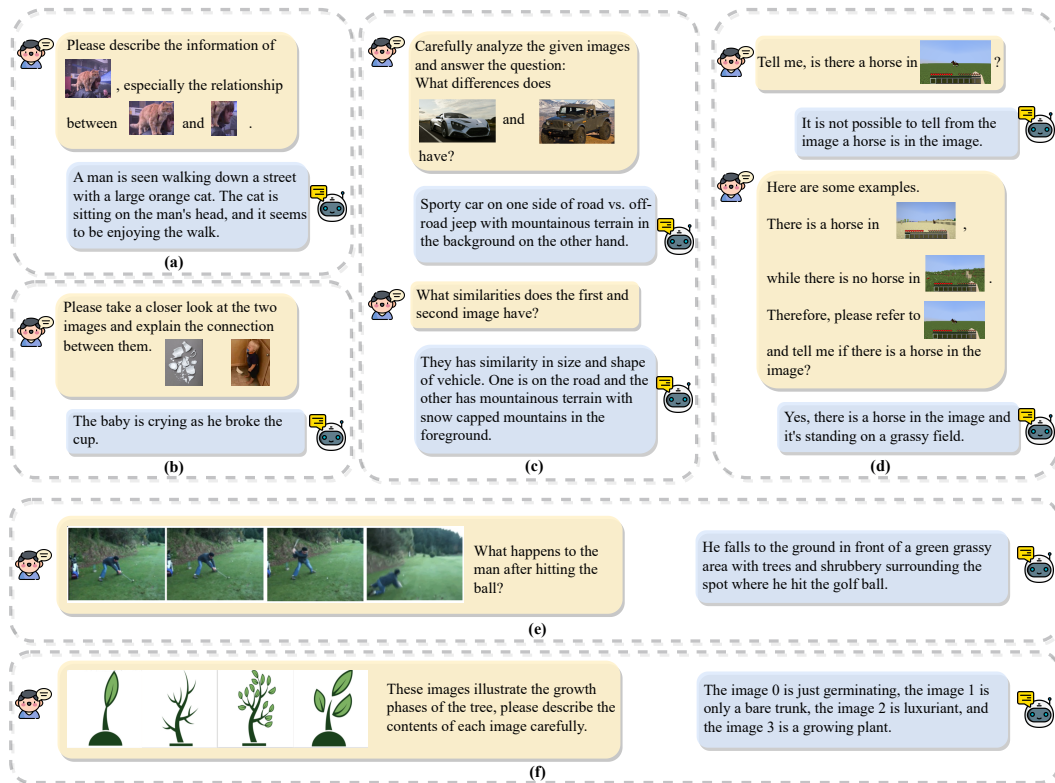 Please describe the information of
, especially the relationship
between and .
A man is seen walking down a street
with a large orange cat. The cat is
sitting on the man's head, and it seems
to be enjoying the walk.
(a)
Please take a closer look at the two
images and explain the connection
between them.
The baby is crying as he broke the
cup.
(b)
Carefully analyze the given images
and answer the question:
What differences does
and
have?
Sporty car on one side of road vs. off-
road jeep with mountainous terrain in
the background on the other hand.
What similarities does the first and
second image have?
They has similarity in size and shape
of vehicle. One is on the road and the
other has mountainous terrain with
snow capped mountains in the
foreground.
(c)
Tell me, is there a horse in ?
It is not possible to tell from the
image a horse is in the image.
Here are some examples.
There is a horse in ,
while there is no horse in .
Therefore, please refer to
and tell me if there is a horse in the
image?
Yes, there is a horse in the image and
it's standing on a grassy field.
(d)
What happens to the
man after hitting the
ball?
He falls to the ground in front of a green grassy
area with trees and shrubbery surrounding the
spot where he hit the golf ball.
(e)
These images illustrate the growth
phases of the tree, please describe the
contents of each image carefully.
The image 0 is just germinating, the image 1 is
only a bare trunk, the image 2 is luxuriant, and
the image 3 is a growing plant.
(f)